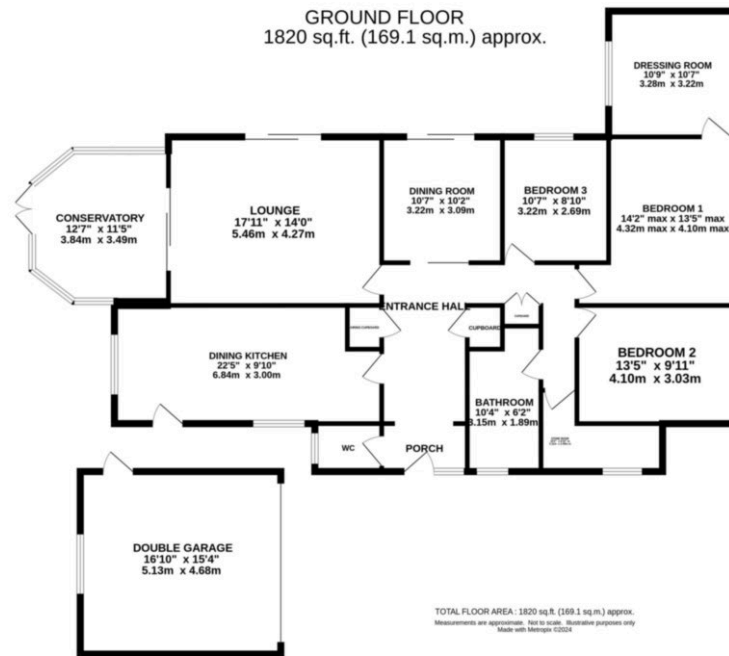 GROUND FLOOR
1820 sq.ft. (169.1 sq.m.) approx.
DRESSING ROOM
10'9" x 10'7"
3.28m x 3.22m
CONSERVATORY
12'7" x 11'5"
3.84m x 3.49m
LOUNGE
17'11" x 14'0"
5.46m x 4.27m
DINING ROOM
10'7" x 10'2"
3.22m x 3.09m
BEDROOM 3
10'7" x 8'10"
3.22m x 2.69m
BEDROOM 1
14'2" max x 13'5" max
4.32m max x 4.10m max
ENTRANCE HALL
CUPBOARD
DINING KITCHEN
22'5" x 9'10"
6.84m x 3.00m
BEDROOM 2
13'5" x 9'11"
4.10m x 3.03m
BATHROOM
10'4" x 6'2"
3.15m x 1.89m
WC
PORCH
DOUBLE GARAGE
16'10" x 15'4"
5.13m x 4.68m
TOTAL FLOOR AREA : 1820 sq.ft. (169.1 sq.m.) approx.
Measurements are approximate. Not to scale. Illustrative purposes only
Made with Metropix ©2024